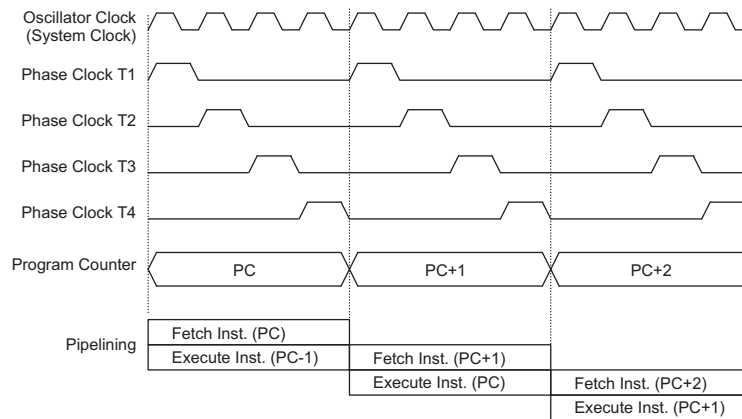 Oscillator Clock
(System Clock)
Phase Clock T1
Phase Clock T2
Phase Clock T3
Phase Clock T4
Program Counter
PC
PC+1
PC+2
Pipelining
Fetch Inst. (PC)
Execute Inst. (PC-1)
Fetch Inst. (PC+1)
Execute Inst. (PC)
Fetch Inst. (PC+2)
Execute Inst. (PC+1)